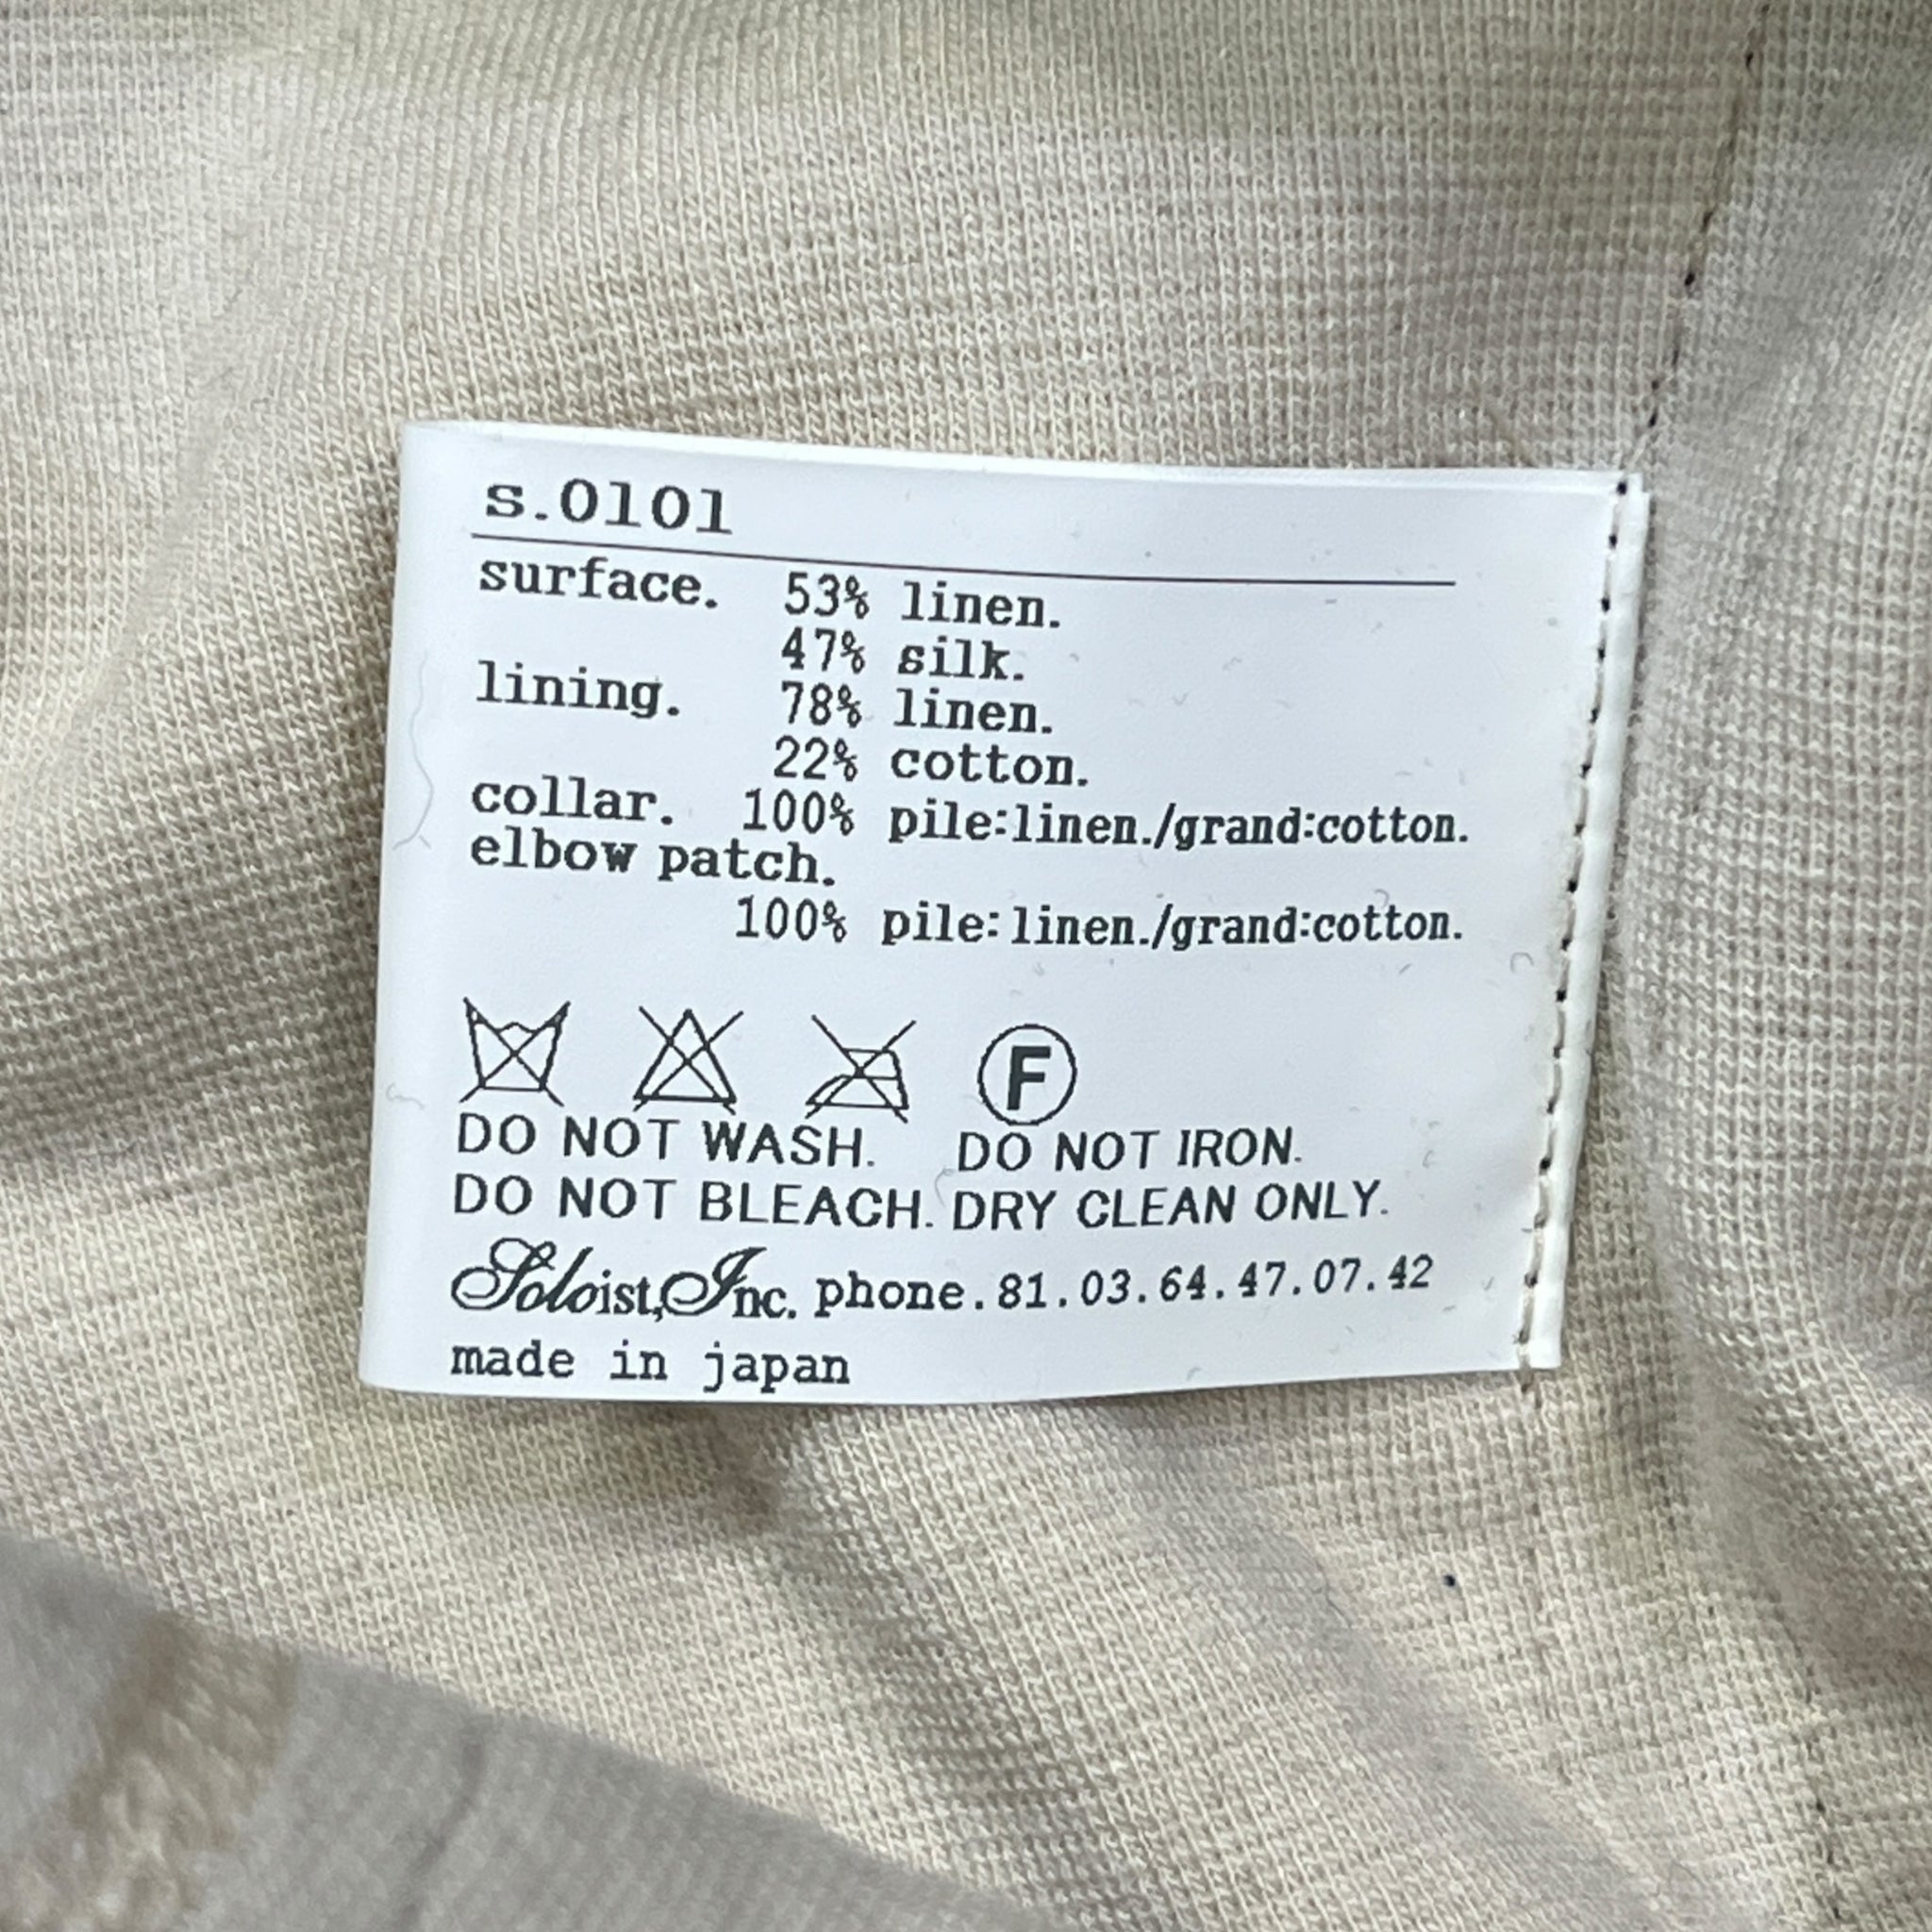 s.0101
surface. 53% linen.
47% silk.
lining. 78% linen.
22% cotton.
collar. 100% pile:linen./grand:cotton.
elbow patch.
100% pile:linen./grand:cotton.
F
DO NOT WASH. DO NOT IRON.
DO NOT BLEACH. DRY CLEAN ONLY.
Soloist,Inc. phone.81.03.64.47.07.42
made in japan